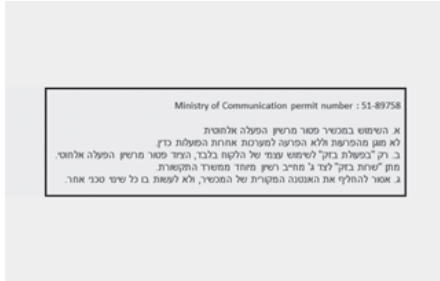 Ministry of Communication permit number : 51-89758
א. השימוש במכשיר פטור מרשיון הפעלה אלחוטית
לא מוגן מהפרעות וללא הפרעה למערכות אחרות הפועלות כדין.
ב. רק "בפעולת בזק" לשימוש עצמי של הלקוח בלבד, הציוד פטור מרשיון הפעלה אלחוטי.
מתן "שרות בזק" לצד ג' מחייב רשיון מיוחד ממשרד התקשורת.
ג. אסור להחליף את האנטנה המקורית של המכשיר, ולא לעשות בו כל שינוי טכני אחר.